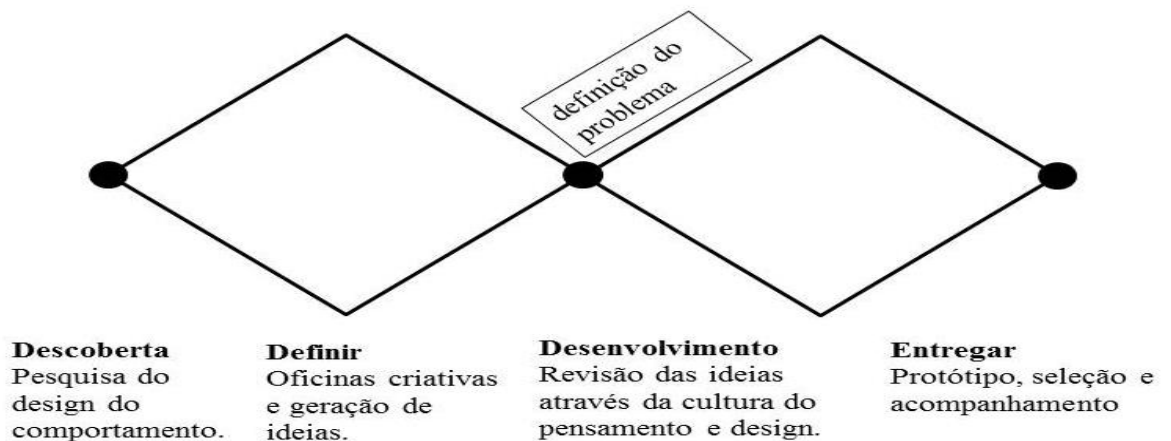 definição do
problema
Descoberta
Pesquisa do
design do
comportamento.
Definir
Oficinas criativas
e geração de
ideias.
Desenvolvimento
Revisão das ideias
através da cultura do
pensamento e design.
Entregar
Protótipo, seleção e
acompanhamento